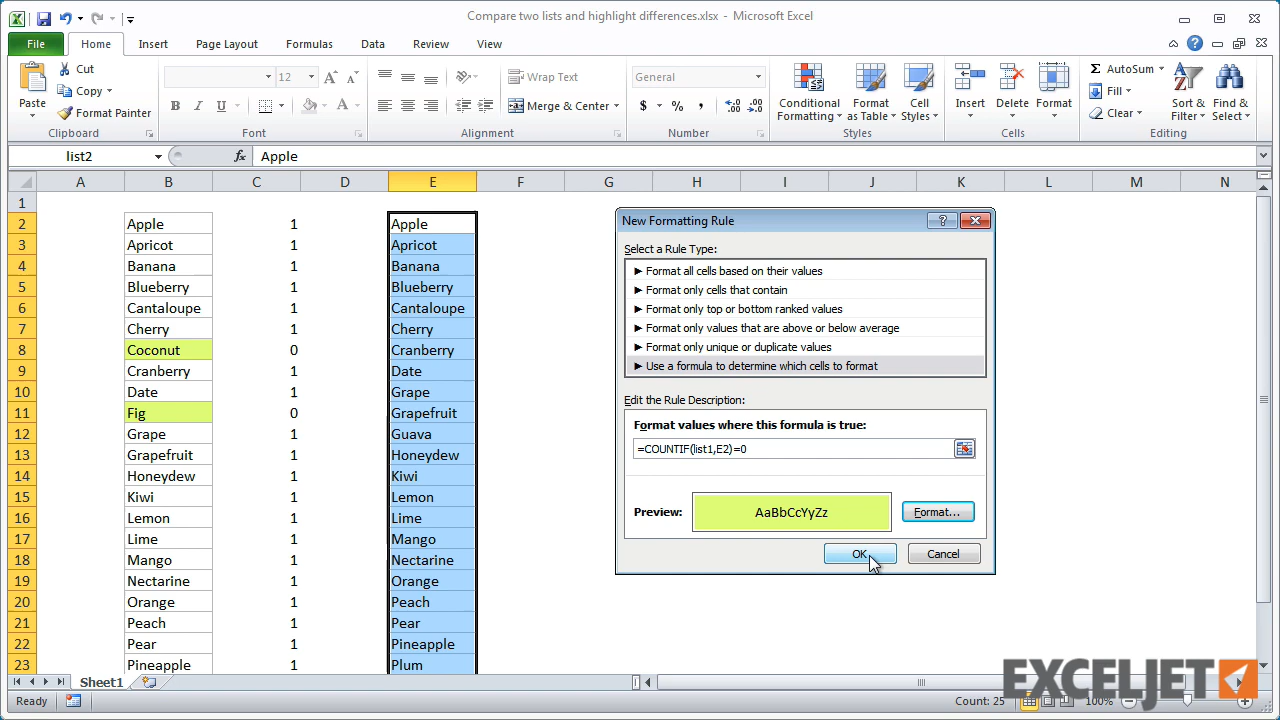 Compare two lists and highlight differences.xlsx - Microsoft Excel
File Home Insert Page Layout Formulas Data Review View
Paste
Cut
Copy
Format Painter
Clipboard
12
Font
Wrap Text
Merge & Center
Alignment
General
Number
Conditional Formatting
Format as Table
Cell Styles
Styles
Insert
Delete
Format
Cells
AutoSum
Fill
Clear
Sort & Filter
Find & Select
Editing
list2 fx Apple
A B C D E F G H I J K L M N
1
2 Apple 1 Apple
3 Apricot 1 Apricot
4 Banana 1 Banana
5 Blueberry 1 Blueberry
6 Cantaloupe 1 Cantaloupe
7 Cherry 1 Cherry
8 Coconut 0 Cranberry
9 Cranberry 1 Date
10 Date 1 Grape
11 Fig 0 Grapefruit
12 Grape 1 Guava
13 Grapefruit 1 Honeydew
14 Honeydew 1 Kiwi
15 Kiwi 1 Lemon
16 Lemon 1 Lime
17 Lime 1 Mango
18 Mango 1 Nectarine
19 Nectarine 1 Orange
20 Orange 1 Peach
21 Peach 1 Pear
22 Pear 1 Pineapple
23 Pineapple 1 Plum
New Formatting Rule
Select a Rule Type:
► Format all cells based on their values
► Format only cells that contain
► Format only top or bottom ranked values
► Format only values that are above or below average
► Format only unique or duplicate values
► Use a formula to determine which cells to format
Edit the Rule Description:
Format values where this formula is true:
=COUNTIF(list1,E2)=0
Preview: AaBbCcYyZz Format...
OK Cancel
Sheet1
EXCELJET
Ready Count: 25 100%